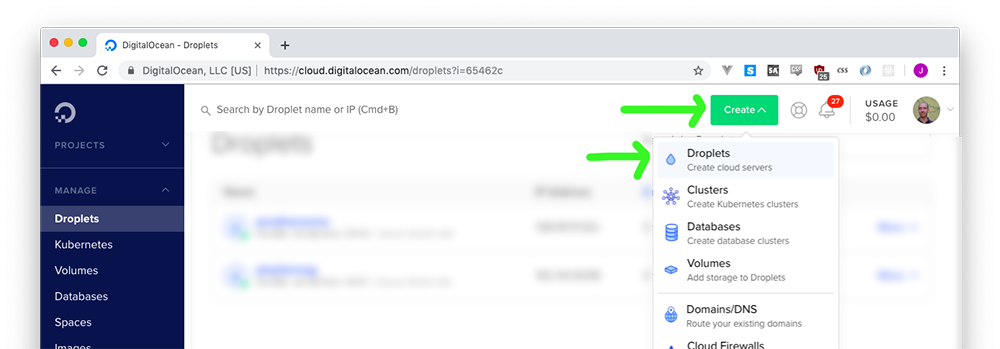 DigitalOcean - Droplets
DigitalOcean, LLC [US] | https://cloud.digitalocean.com/droplets?i=65462c
25
CSS
J
Search by Droplet name or IP (Cmd+B)
Create
27
USAGE
$0.00
PROJECTS
MANAGE
Droplets
Kubernetes
Volumes
Databases
Spaces
Images
Droplets
Droplets
Create cloud servers
Clusters
Create Kubernetes clusters
Databases
Create database clusters
Volumes
Add storage to Droplets
Domains/DNS
Route your existing domains
Cloud Firewalls